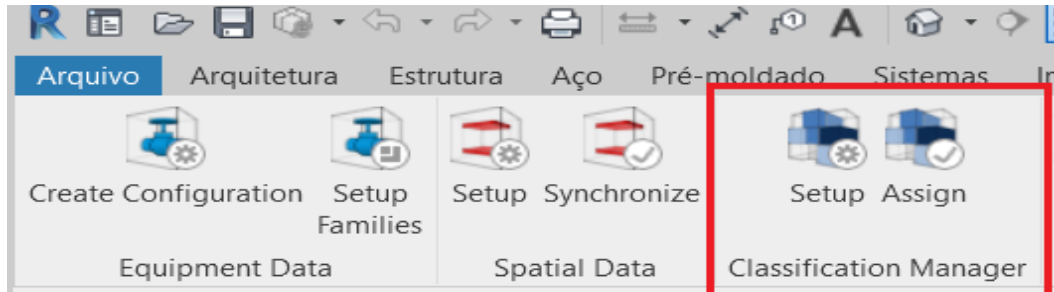 R
A
Arquivo Arquitetura Estrutura Aço Pré-moldado Sistemas
Create Configuration Setup Families Setup Synchronize Setup Assign
Equipment Data Spatial Data Classification Manager